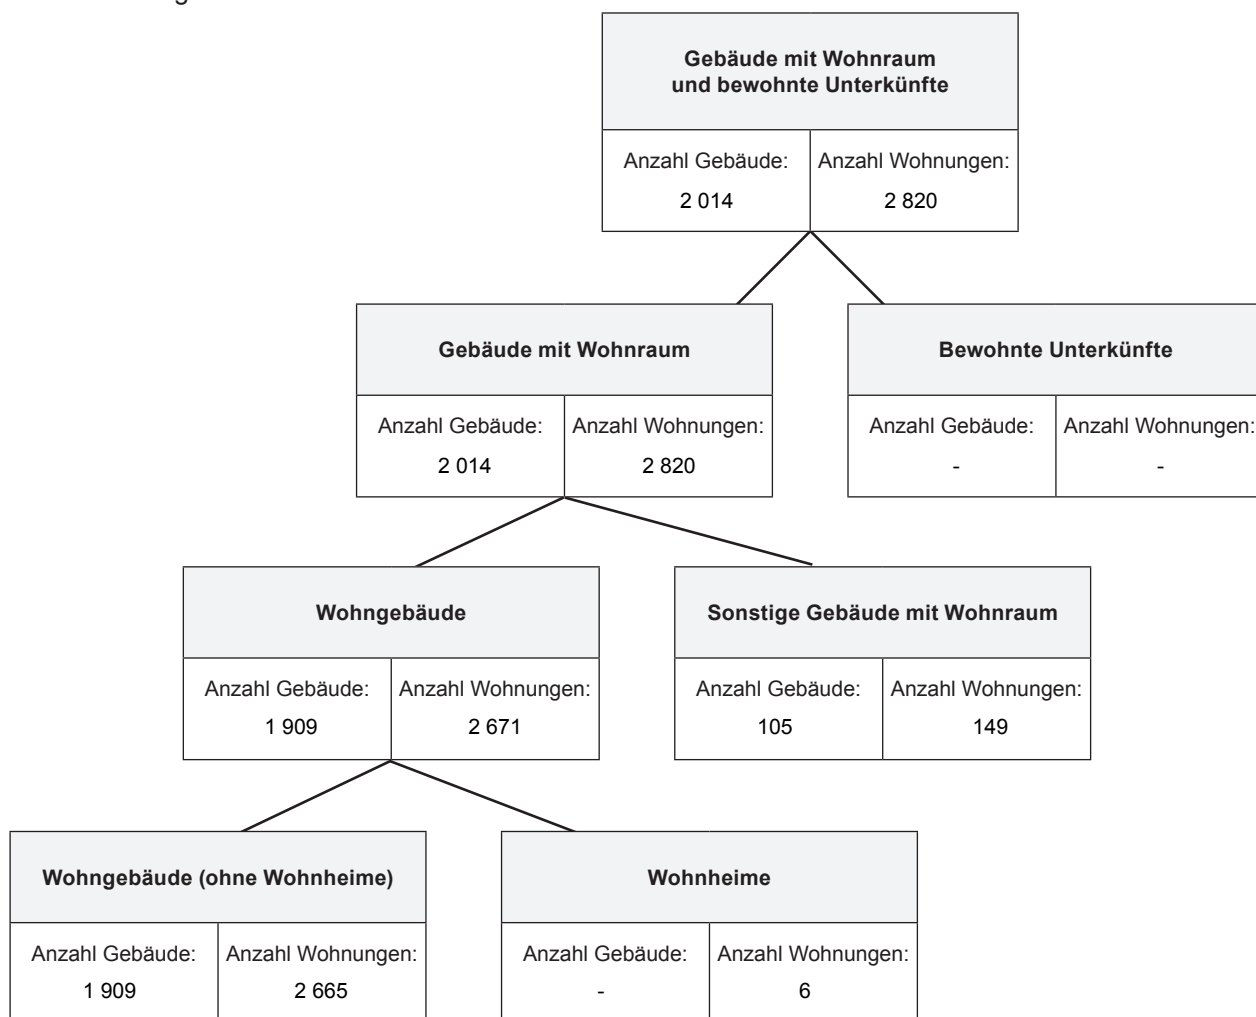 Gebäude mit Wohnraum
und bewohnte Unterkünfte
Anzahl Gebäude: Anzahl Wohnungen:
2 014 2 820
Gebäude mit Wohnraum
Bewohnte Unterkünfte
Anzahl Gebäude: Anzahl Wohnungen:
2 014 2 820
Anzahl Gebäude: Anzahl Wohnungen:
- -
Wohngebäude
Sonstige Gebäude mit Wohnraum
Anzahl Gebäude: Anzahl Wohnungen:
1 909 2 671
Anzahl Gebäude: Anzahl Wohnungen:
105 149
Wohngebäude (ohne Wohnheime)
Wohnheime
Anzahl Gebäude: Anzahl Wohnungen:
1 909 2 665
Anzahl Gebäude: Anzahl Wohnungen:
- 6